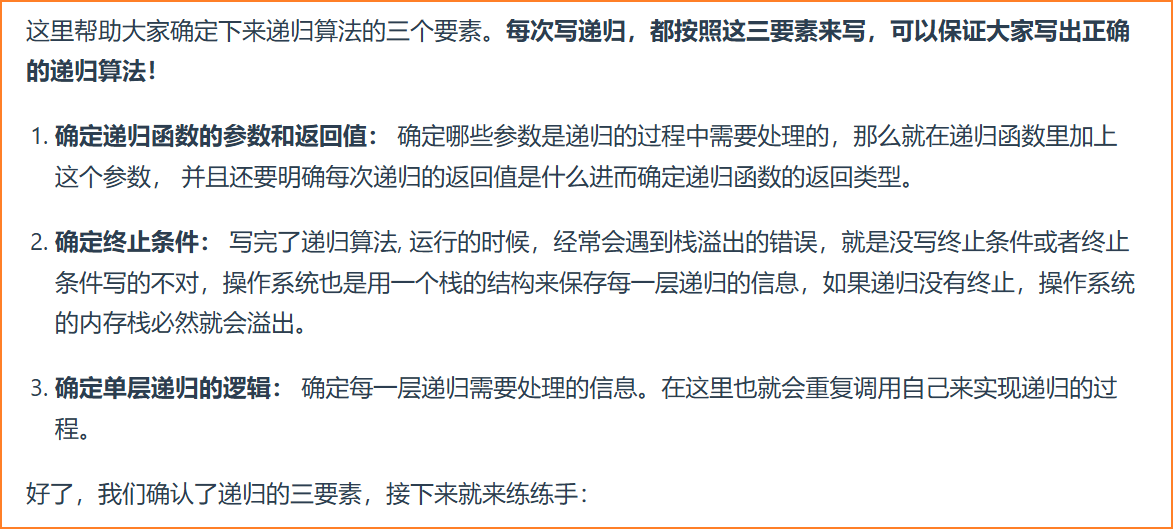 这里帮助大家确定下来递归算法的三个要素。每次写递归，都按照这三要素来写，可以保证大家写出正确
的递归算法！
1. 确定递归函数的参数和返回值： 确定哪些参数是递归的过程中需要处理的，那么就在递归函数里加上
这个参数， 并且还要明确每次递归的返回值是什么进而确定递归函数的返回类型。
2. 确定终止条件： 写完了递归算法, 运行的时候，经常会遇到栈溢出的错误，就是没写终止条件或者终止
条件写的不对，操作系统也是用一个栈的结构来保存每一层递归的信息，如果递归没有终止，操作系统
的内存栈必然就会溢出。
3. 确定单层递归的逻辑： 确定每一层递归需要处理的信息。在这里也就会重复调用自己来实现递归的过
程。
好了，我们确认了递归的三要素，接下来就来练练手：